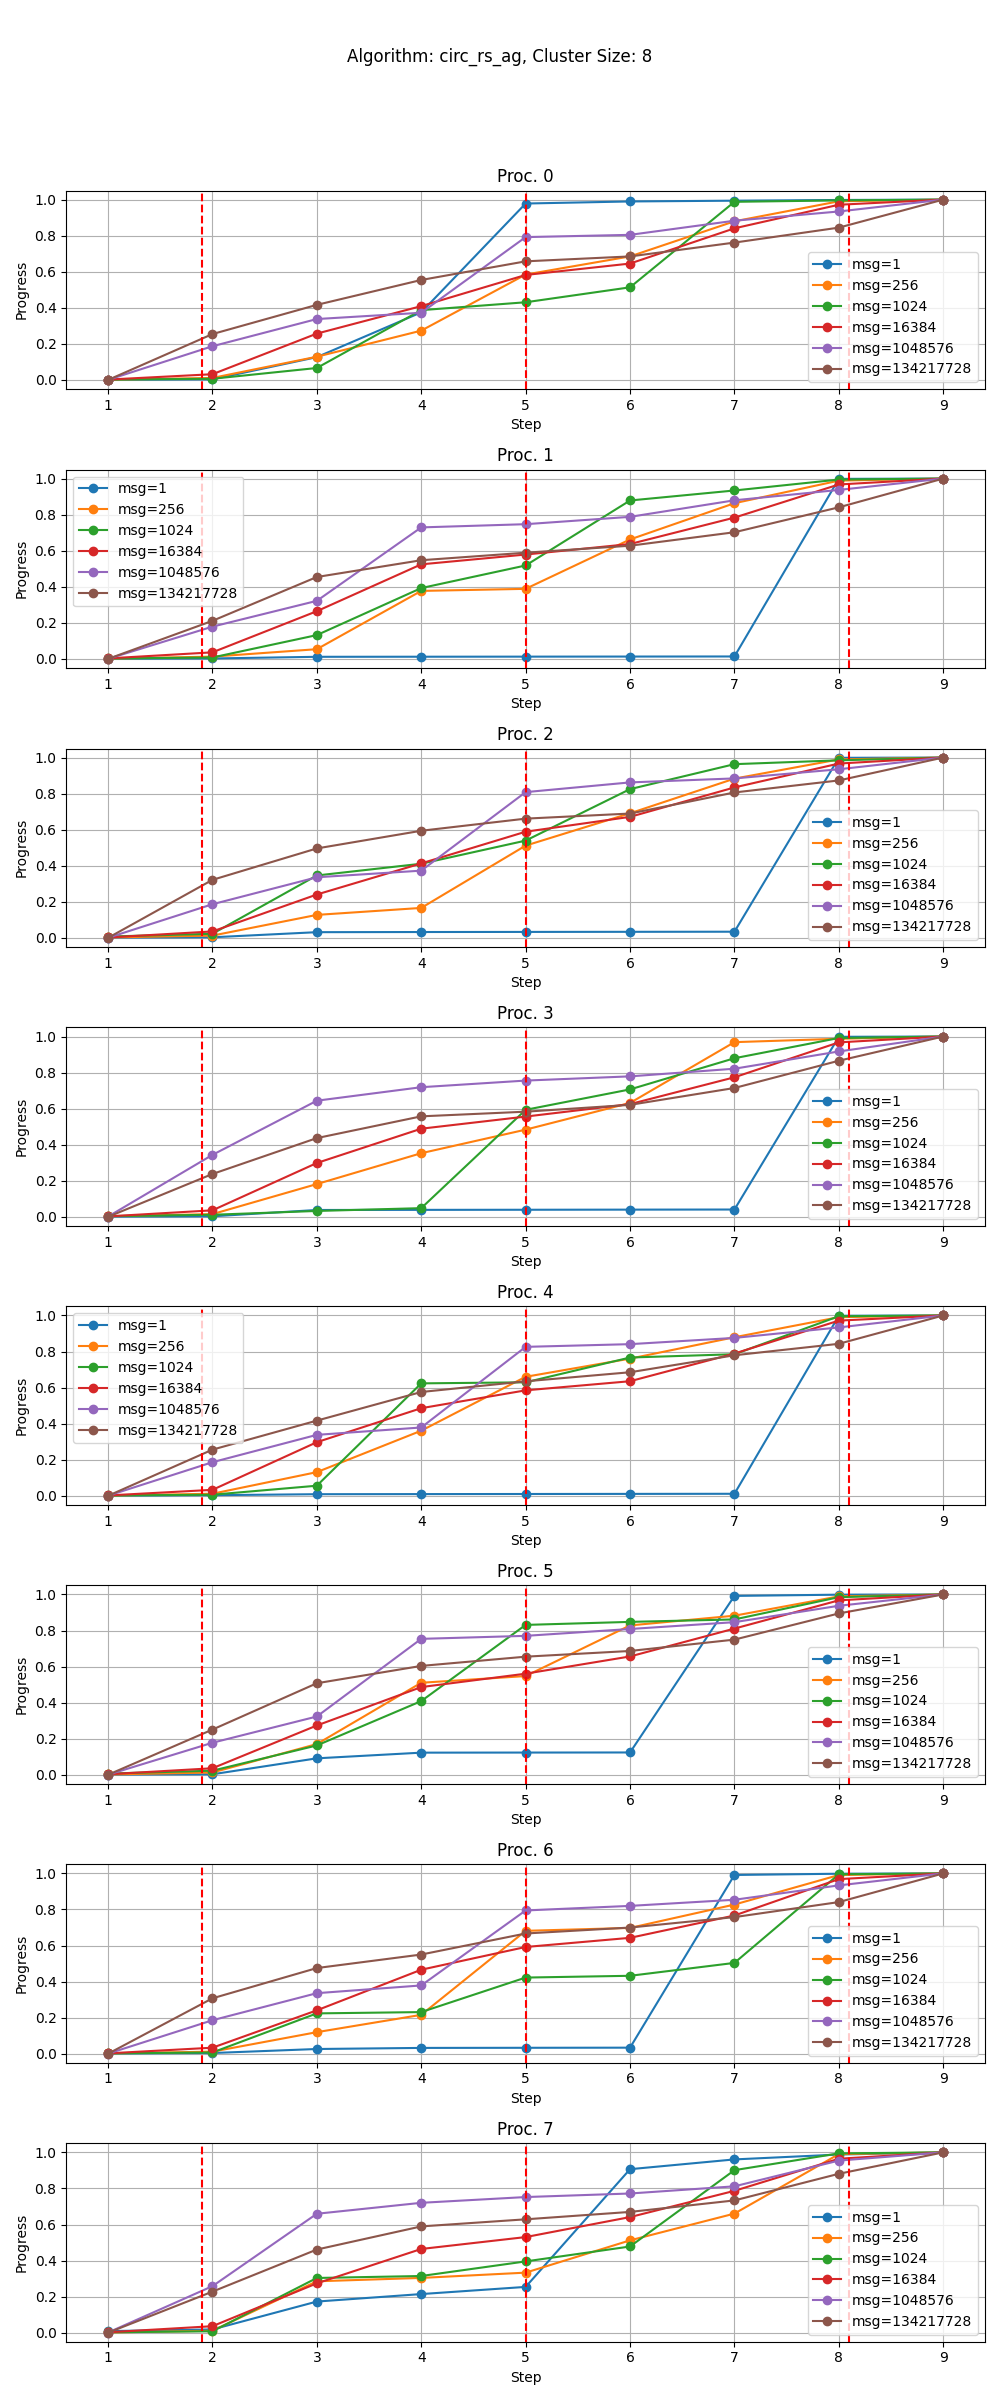 Algorithm: circ_rs_ag, Cluster Size: 8
Proc. 0
1.0
0.8
0.6
0.4
0.2
0.0
Progress
msg=1
msg=256
msg=1024
msg=16384
msg=1048576
msg=134217728
1 2 3 4 5 6 7 8 9
Step
Proc. 1
1.0
0.8
0.6
0.4
0.2
0.0
Progress
msg=1
msg=256
msg=1024
msg=16384
msg=1048576
msg=134217728
1 2 3 4 5 6 7 8 9
Step
Proc. 2
1.0
0.8
0.6
0.4
0.2
0.0
Progress
msg=1
msg=256
msg=1024
msg=16384
msg=1048576
msg=134217728
1 2 3 4 5 6 7 8 9
Step
Proc. 3
1.0
0.8
0.6
0.4
0.2
0.0
Progress
msg=1
msg=256
msg=1024
msg=16384
msg=1048576
msg=134217728
1 2 3 4 5 6 7 8 9
Step
Proc. 4
1.0
0.8
0.6
0.4
0.2
0.0
Progress
msg=1
msg=256
msg=1024
msg=16384
msg=1048576
msg=134217728
1 2 3 4 5 6 7 8 9
Step
Proc. 5
1.0
0.8
0.6
0.4
0.2
0.0
Progress
msg=1
msg=256
msg=1024
msg=16384
msg=1048576
msg=134217728
1 2 3 4 5 6 7 8 9
Step
Proc. 6
1.0
0.8
0.6
0.4
0.2
0.0
Progress
msg=1
msg=256
msg=1024
msg=16384
msg=1048576
msg=134217728
1 2 3 4 5 6 7 8 9
Step
Proc. 7
1.0
0.8
0.6
0.4
0.2
0.0
Progress
msg=1
msg=256
msg=1024
msg=16384
msg=1048576
msg=134217728
1 2 3 4 5 6 7 8 9
Step